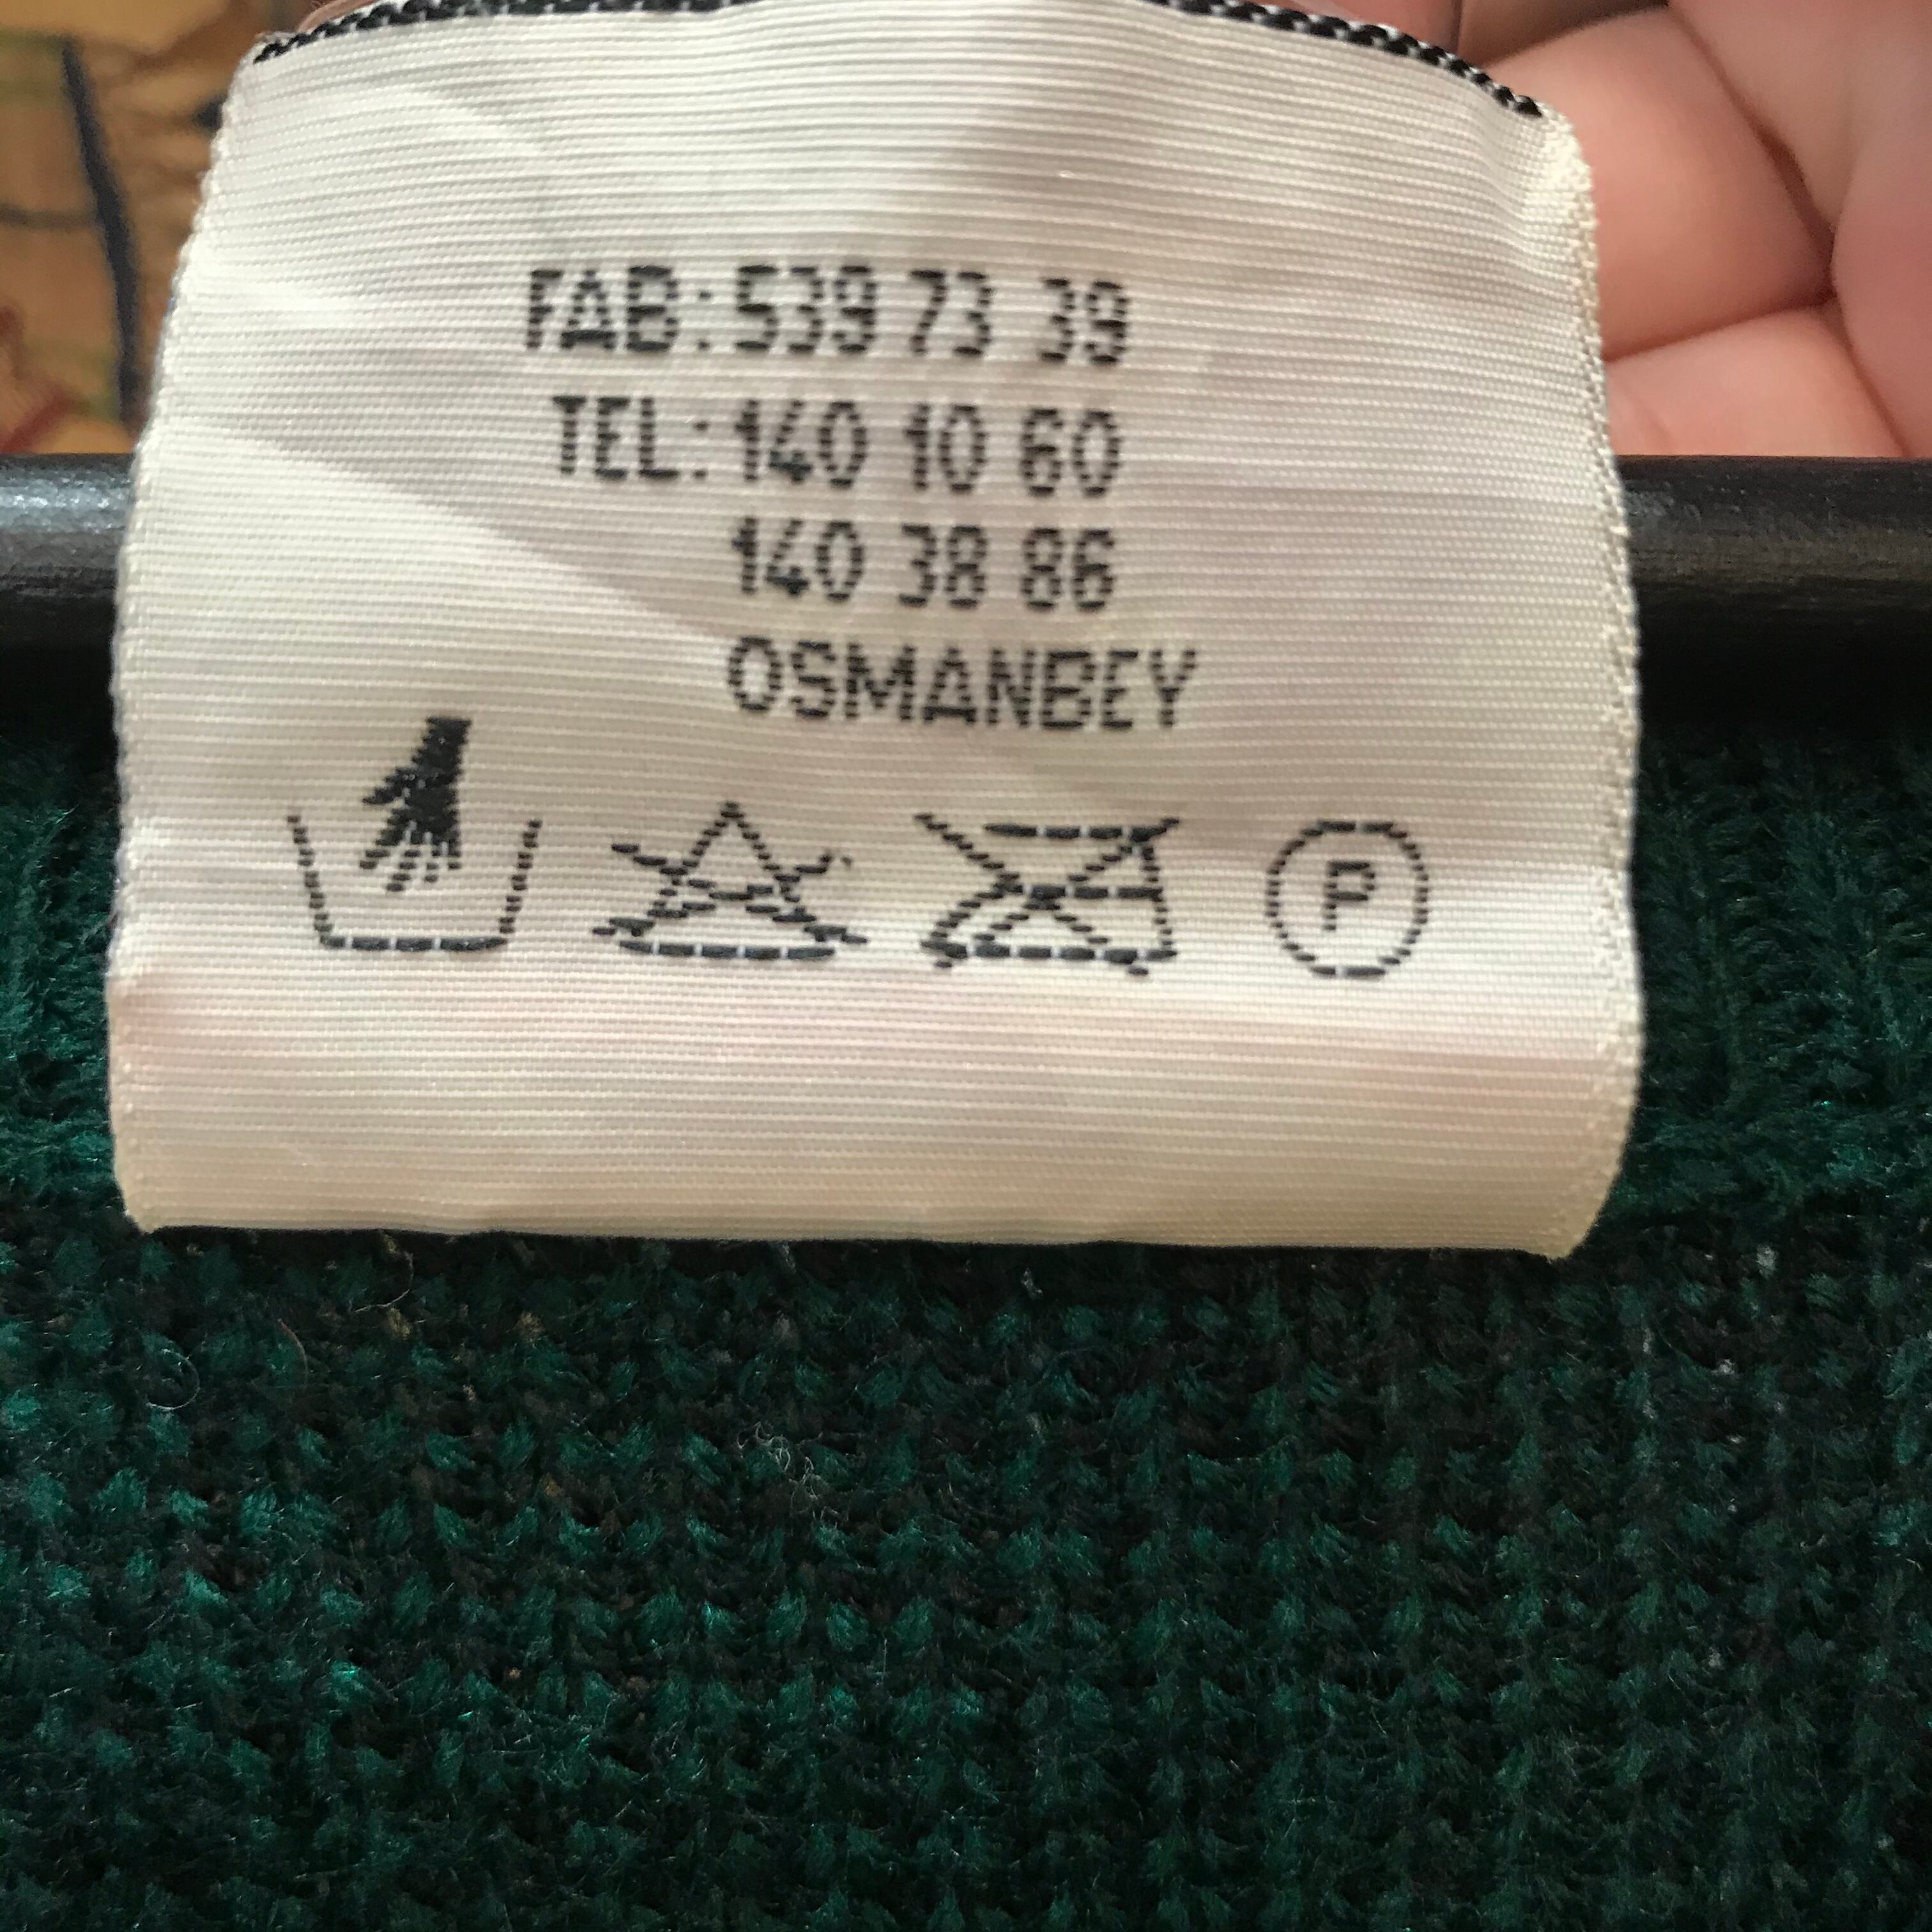 FAB: 539 73 39
TEL: 140 10 60
140 38 86
OSMANBEY
P